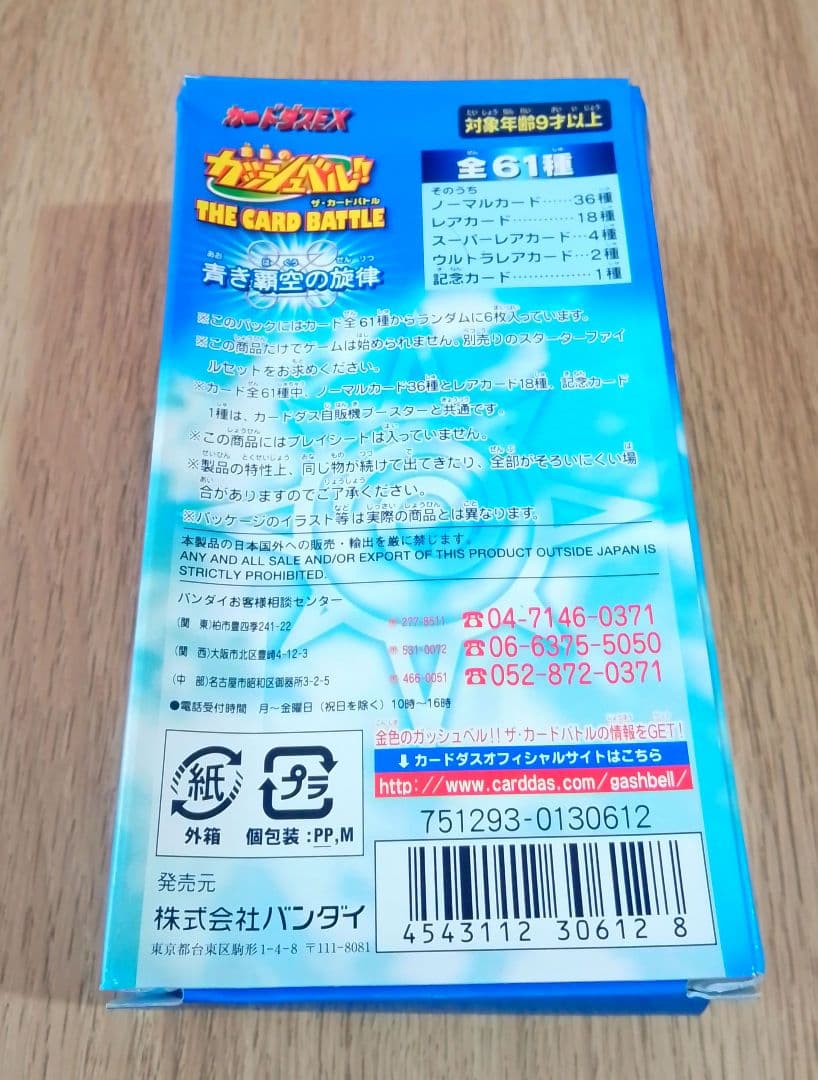 カードダスEX
対象年齢9才以上
金色の
ガッシュベル!!
ザ・カードバトル
THE CARD BATTLE
青き覇空の旋律
全61種
そのうち
ノーマルカード……36種
レアカード…………18種
スーパーレアカード…4種
ウルトラレアカード…2種
記念カード……………1種
※このパックにはカード全61種からランダムに6枚入っています。
※この商品だけでゲームは始められません。別売りのスターターファイ
ルセットをお求めください。
※カード全61種中、ノーマルカード36種とレアカード18種、記念カード
1種は、カードダス自販機ブースターと共通です。
※この商品にはプレイシートは入っていません。
※製品の特性上、同じ物が続けて出てきたり、全部がそろいにくい場
合がありますのでご了承ください。
※パッケージのイラスト等は実際の商品とは異なります。
本製品の日本国外への販売・輸出を厳に禁じます。
ANY AND ALL SALE AND/OR EXPORT OF THIS PRODUCT OUTSIDE JAPAN IS
STRICTLY PROHIBITED.
バンダイお客様相談センター
(関 東)柏市豊四季241-22 〒277-8511 ☎04-7146-0371
(関 西)大阪市北区豊崎4-12-3 〒531-0072 ☎06-6375-5050
(中 部)名古屋市昭和区御器所3-2-5 〒466-0051 ☎052-872-0371
●電話受付時間 月〜金曜日(祝日を除く)10時〜16時
金色のガッシュベル!!ザ・カードバトルの情報をGET!
⬇カードダスオフィシャルサイトはこちら
http://www.carddas.com/gashbell/
紙
外箱
プラ
個包装:PP,M
751293-0130612
4543112 30612 8
発売元
株式会社バンダイ
東京都台東区駒形1-4-8 〒111-8081